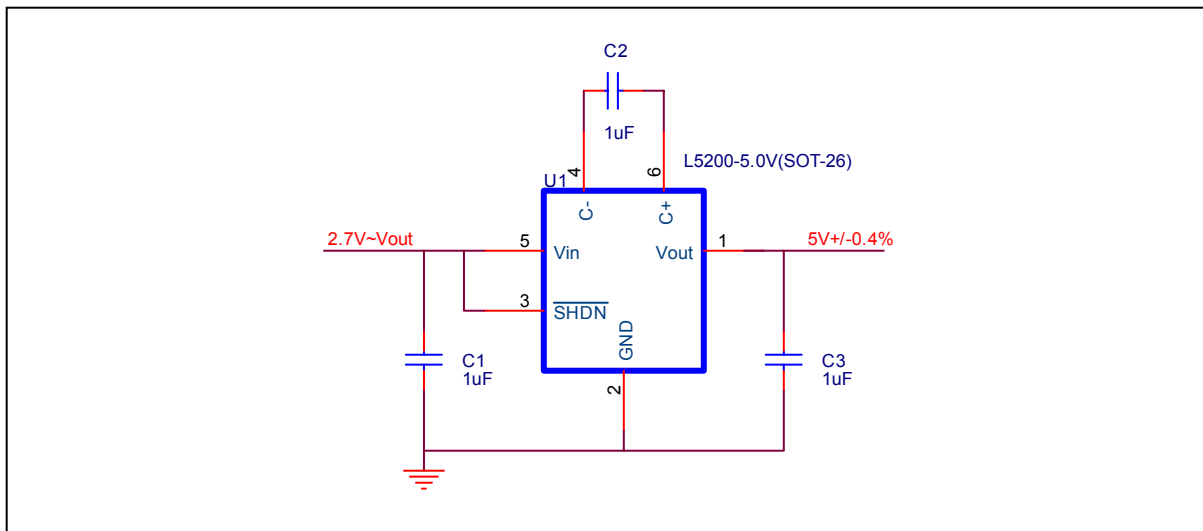 C2
1uF
L5200-5.0V(SOT-26)
U1
4
6
C-
C+
2.7V~Vout
5
Vin
Vout
1
5V+/-0.4%
3
SHDN
GND
2
C1
1uF
C3
1uF